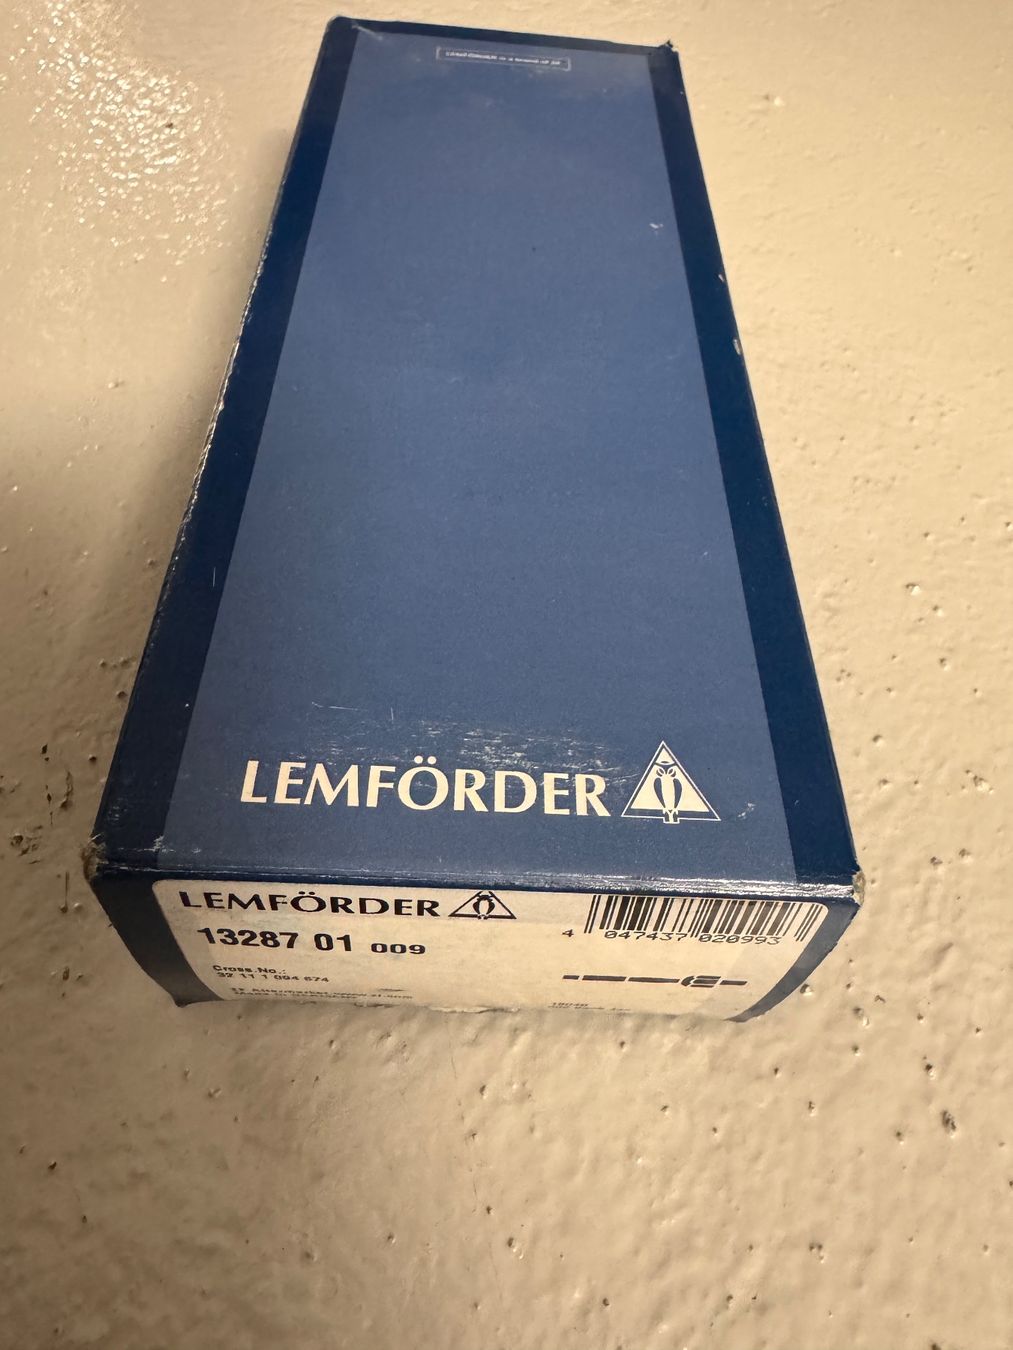 LEMFÖRDER
LEMFÖRDER
13287 01 009
4 047437 020993
Cross No.:
32 11 1 094 674